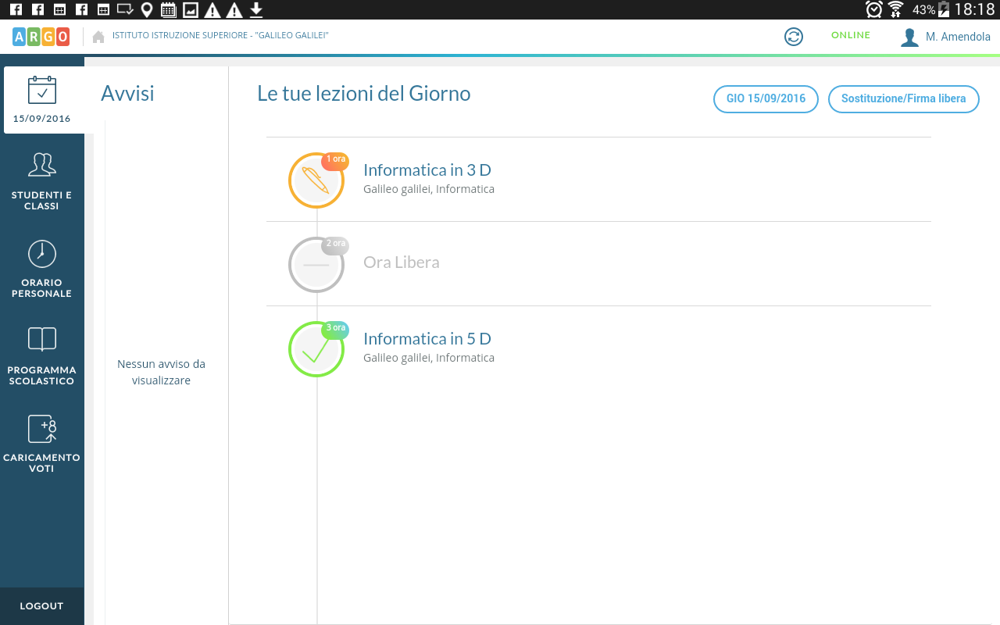 43% 18:18
ARGO
ISTITUTO ISTRUZIONE SUPERIORE - "GALILEO GALILEI"
ONLINE
M. Amendola
15/09/2016
STUDENTI E
CLASSI
ORARIO
PERSONALE
PROGRAMMA
SCOLASTICO
CARICAMENTO
VOTI
LOGOUT
Avvisi
Nessun avviso da
visualizzare
Le tue lezioni del Giorno
GIO 15/09/2016
Sostituzione/Firma libera
1 ora
Informatica in 3 D
Galileo galilei, Informatica
2 ora
Ora Libera
3 ora
Informatica in 5 D
Galileo galilei, Informatica